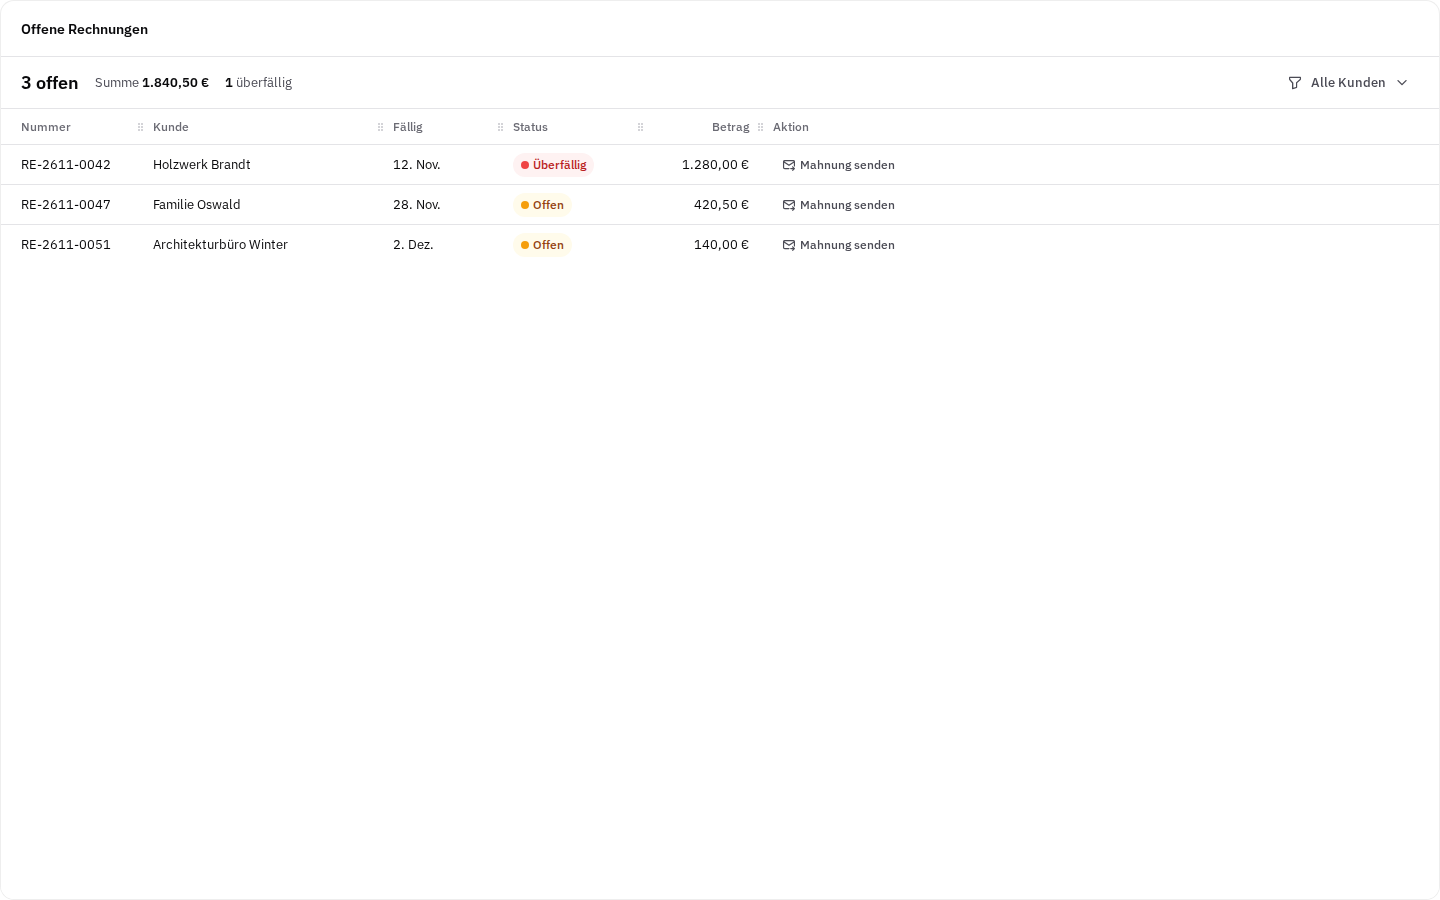 Offene Rechnungen
3 offen Summe 1.840,50 € 1 überfällig Alle Kunden
Nummer Kunde Fällig Status Betrag Aktion
RE-2611-0042 Holzwerk Brandt 12. Nov. Überfällig 1.280,00 € Mahnung senden
RE-2611-0047 Familie Oswald 28. Nov. Offen 420,50 € Mahnung senden
RE-2611-0051 Architekturbüro Winter 2. Dez. Offen 140,00 € Mahnung senden